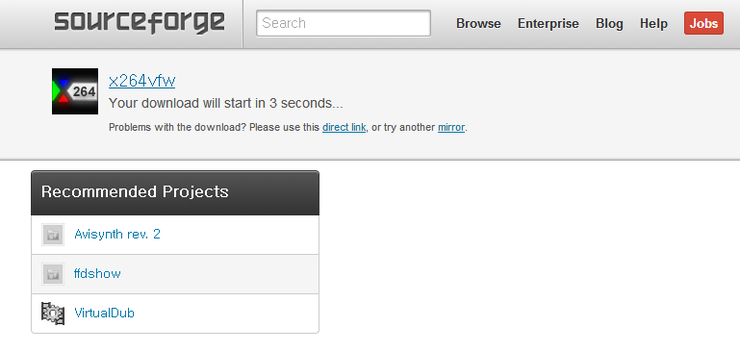 sourceforge
Search
Browse Enterprise Blog Help Jobs
264
x264vfw
Your download will start in 3 seconds...
Problems with the download? Please use this direct link, or try another mirror.
Recommended Projects
Avisynth rev. 2
ffdshow
VirtualDub